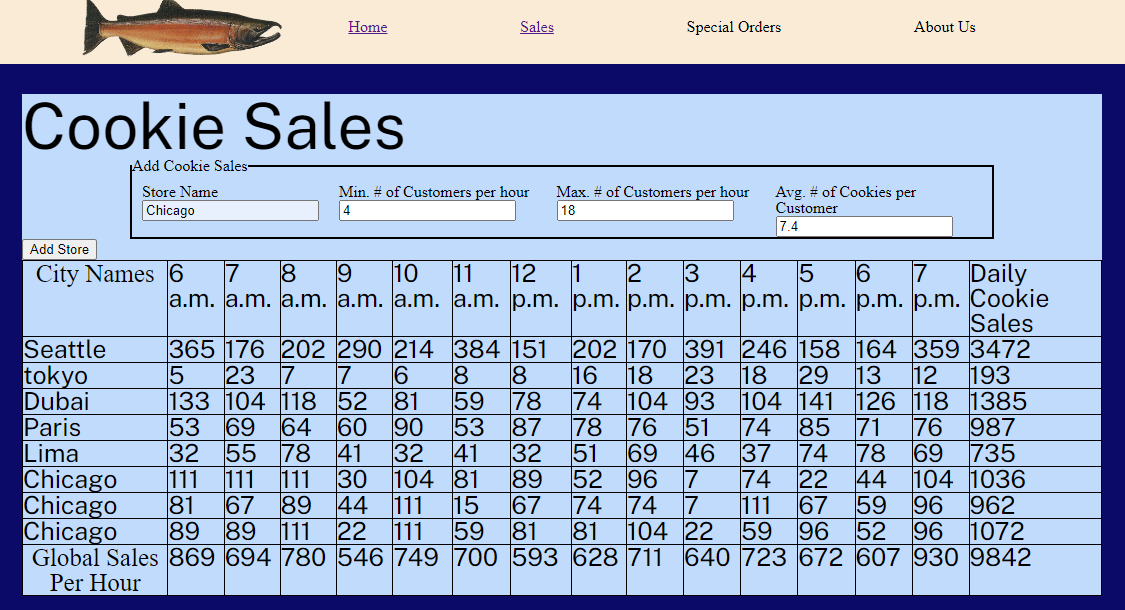 Home Sales Special Orders About Us
Cookie Sales
Add Cookie Sales
Store Name Min. # of Customers per hour Max. # of Customers per hour Avg. # of Cookies per
Customer
Chicago 4 18
7.4
Add Store
City Names 6 7 8 9 10 11 12 1 2 3 4 5 6 7 Daily
a.m. a.m. a.m. a.m. a.m. a.m. p.m. p.m. p.m. p.m. p.m. p.m. p.m. p.m. Cookie
Sales
Seattle 365 176 202 290 214 384 151 202 170 391 246 158 164 359 3472
tokyo 5 23 7 7 6 8 8 16 18 23 18 29 13 12 193
Dubai 133 104 118 52 81 59 78 74 104 93 104 141 126 118 1385
Paris 53 69 64 60 90 53 87 78 76 51 74 85 71 76 987
Lima 32 55 78 41 32 41 32 51 69 46 37 74 78 69 735
Chicago 111 111 111 30 104 81 89 52 96 7 74 22 44 104 1036
Chicago 81 67 89 44 111 15 67 74 74 7 111 67 59 96 962
Chicago 89 89 111 22 111 59 81 81 104 22 59 96 52 96 1072
Global Sales 869 694 780 546 749 700 593 628 711 640 723 672 607 930 9842
Per Hour